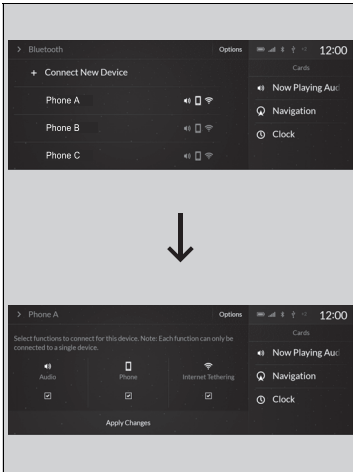 > Bluetooth
Options
12:00
+ Connect New Device
Cards
Phone A
Now Playing Aud
Phone B
Navigation
Phone C
Clock
> Phone A
Options
12:00
Select functions to connect for this device. Note: Each function can only be
connected to a single device.
Cards
Audio
Phone
Internet Tethering
Now Playing Aud
Navigation
Clock
Apply Changes